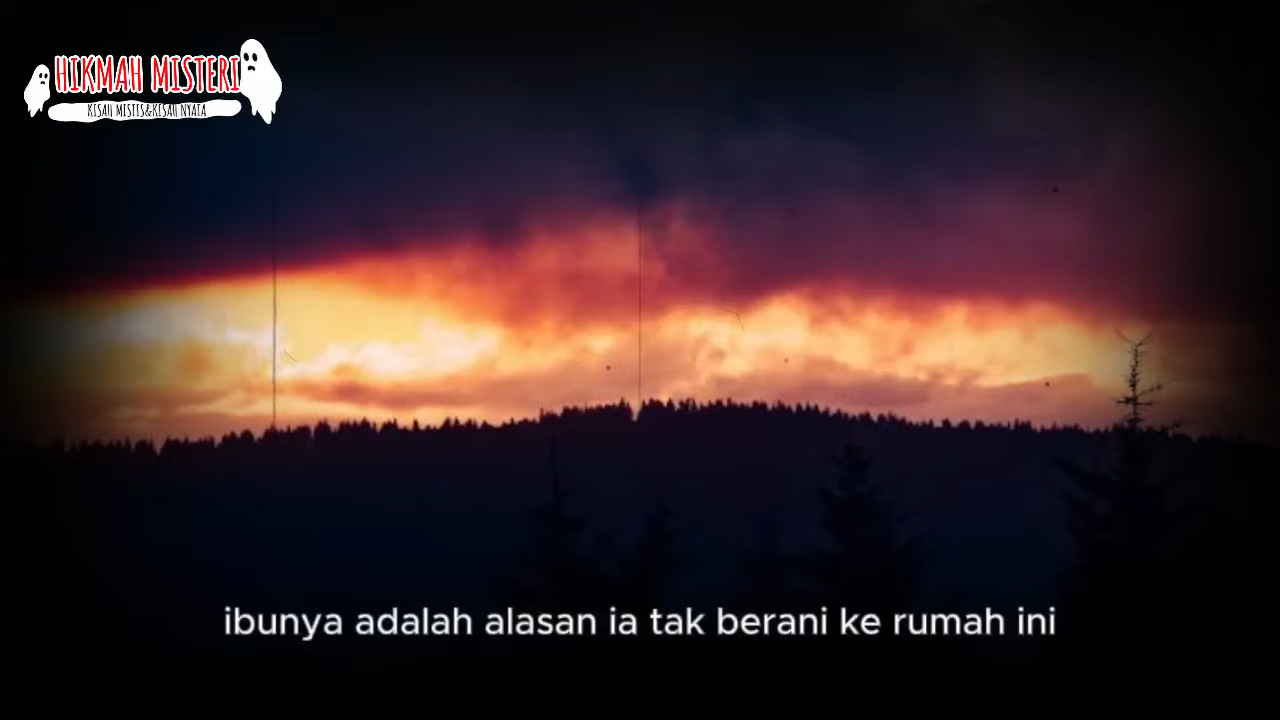 HIKMAH MISTERI
KISAH MISTIS&KISAH NYATA
ibunya adalah alasan ia tak berani ke rumah ini